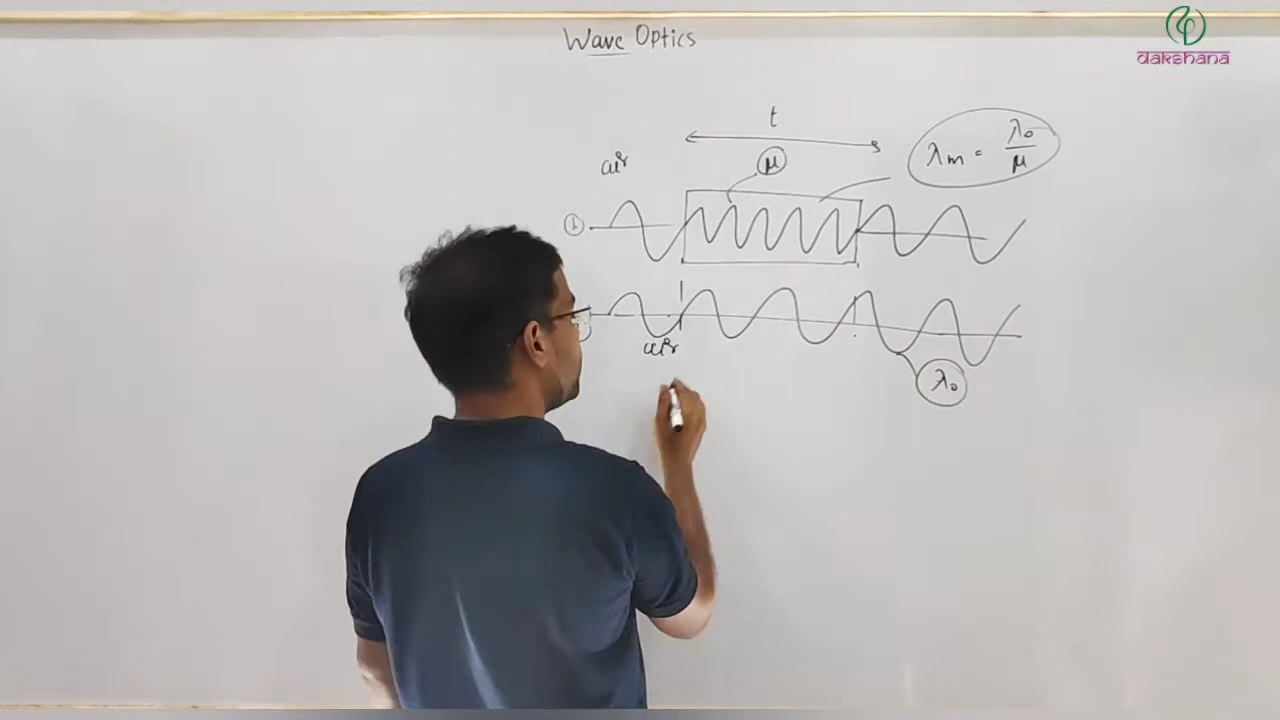 Wave Optics
dakshana
t
air
μ
λm = λ₀/μ
①
air
λ₀